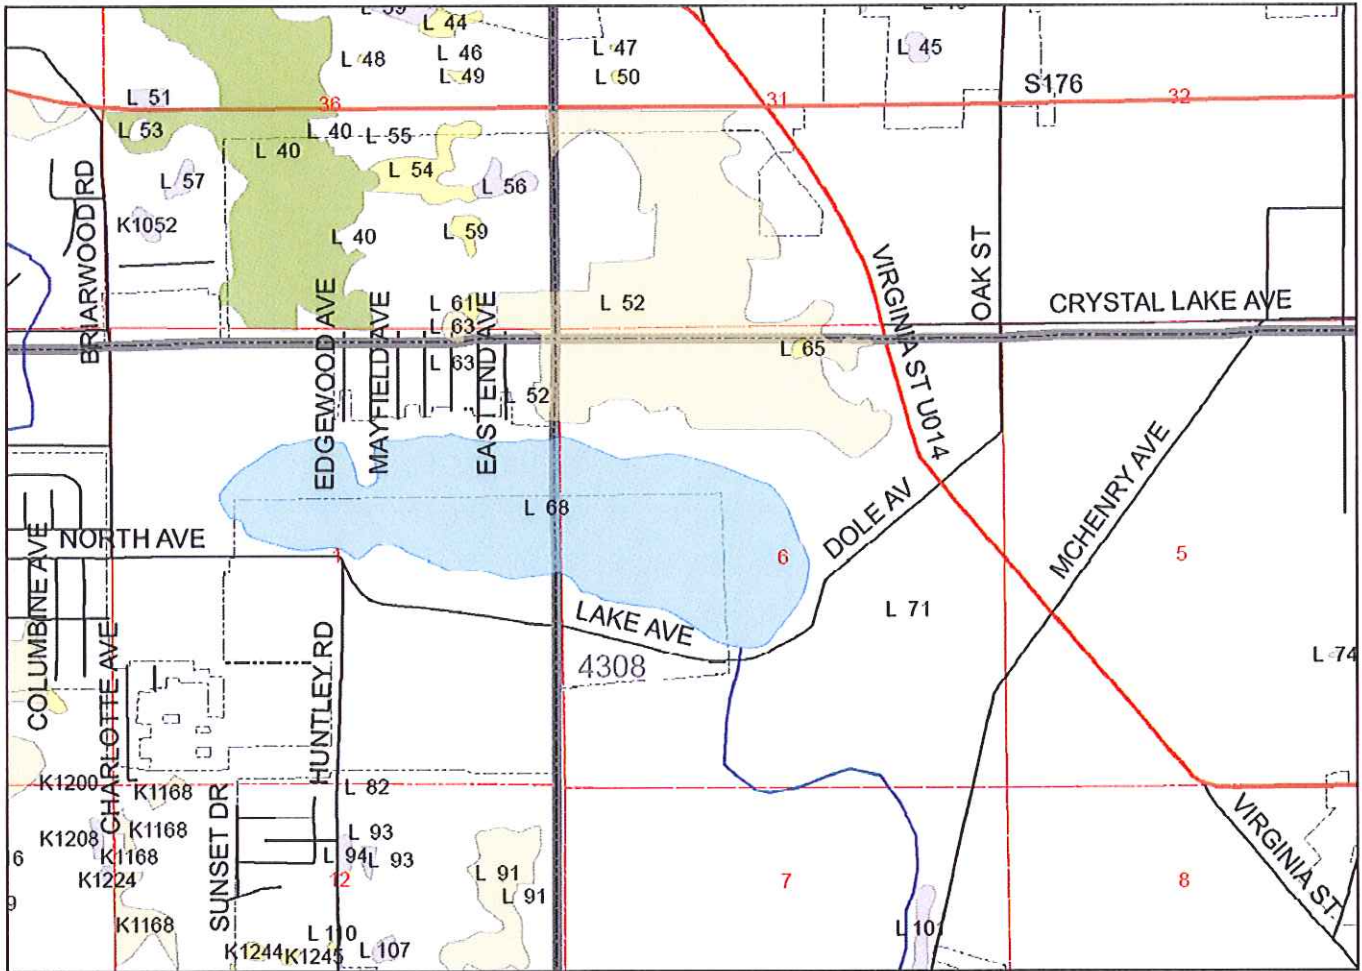 L 44
L 45
L 46
L 47
L 48
L 49
L 50
L 51
S176
36
31
32
L 53
L 40
L 55
L 40
L 54
L 56
L 57
K1052
L 59
L 40
BRIARWOOD RD
VIRGINIA ST U014
OAK ST
L 61
L 52
CRYSTAL LAKE AVE
EDGEWOOD AVE
MAYFIELD AVE
EAST END AVE
L 63
L 65
L 63
L 52
L 68
DOLE AV
MCHENRY AVE
NORTH AVE
COLUMBINE AVE
6
5
L 71
LAKE AVE
4308
L 74
CHARLOTTE AVE
HUNTLEY RD
K1200
K1168
L 82
SUNSET DR
VIRGINIA ST.
K1208
K1168
L 93
K1168
L 94
L 93
K1224
12
L 91
7
8
L 91
K1168
L 110
L 107
K1244
K1245